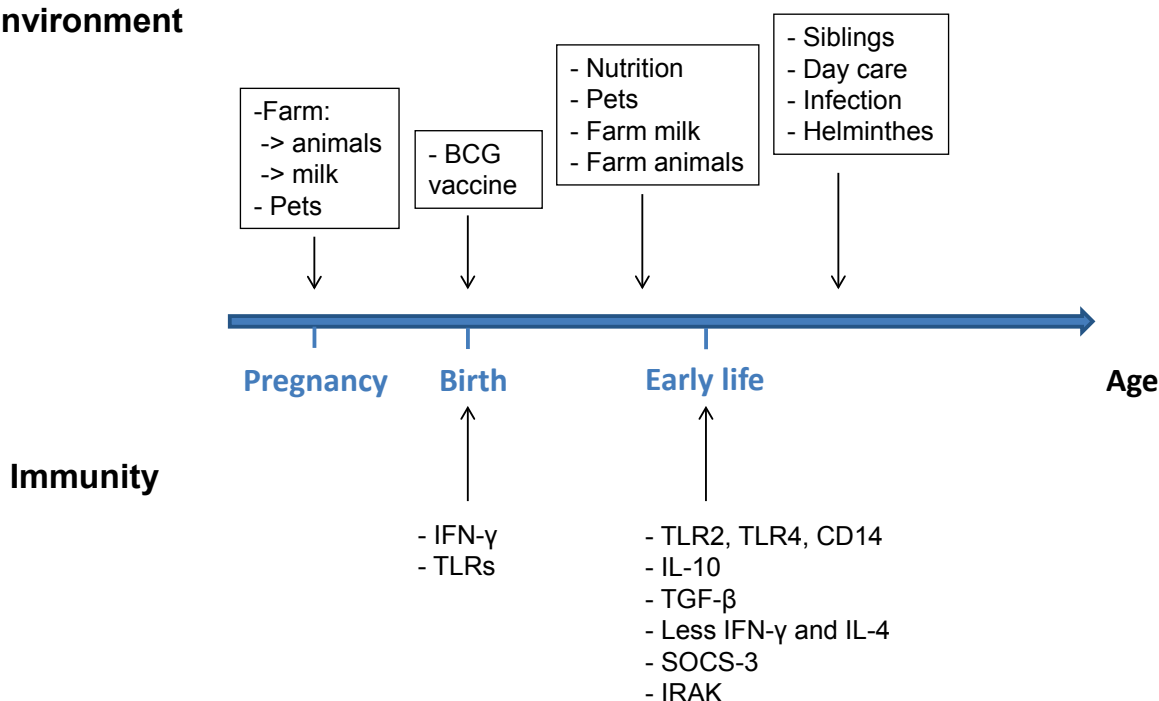 nvironment
-Farm:
-> animals
-> milk
- Pets
- BCG
vaccine
- Nutrition
- Pets
- Farm milk
- Farm animals
- Siblings
- Day care
- Infection
- Helminthes
Pregnancy
Birth
Early life
Age
Immunity
- IFN-γ
- TLRs
- TLR2, TLR4, CD14
- IL-10
- TGF-β
- Less IFN-γ and IL-4
- SOCS-3
- IRAK